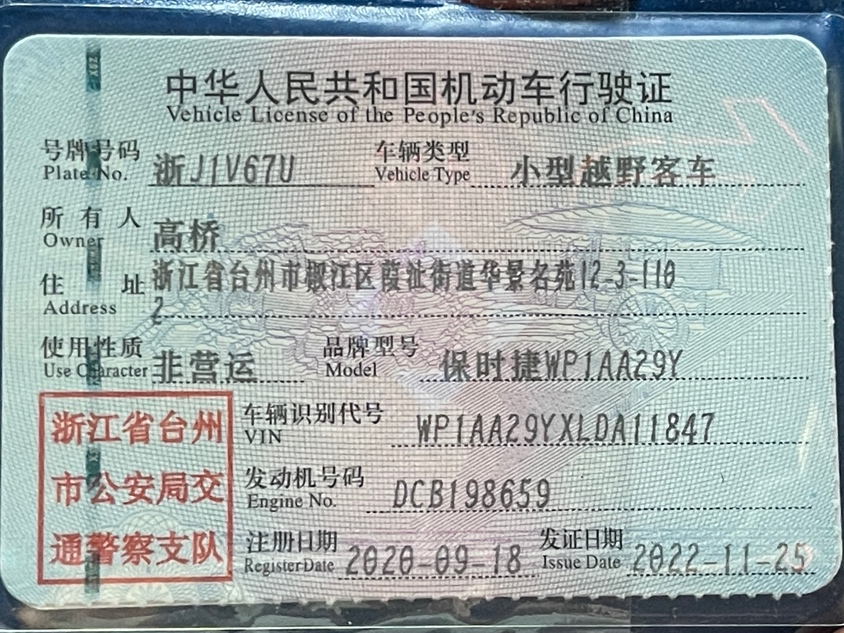 中华人民共和国机动车行驶证
Vehicle License of the People's Republic of China
号牌号码 浙J1V67U 车辆类型 小型越野客车
Plate No. Vehicle Type
所有人 高桥
Owner
住址 浙江省台州市椒江区葭沚街道华景名苑12-3-110
Address 2
使用性质 非营运 品牌型号 保时捷WP1AA29Y
Use Character Model
浙江省台州
市公安局交
通警察支队
车辆识别代号 WP1AA29YXLDA11847
VIN
发动机号码 DCB198659
Engine No.
注册日期 2020-09-18 发证日期 2022-11-25
Register Date Issue Date